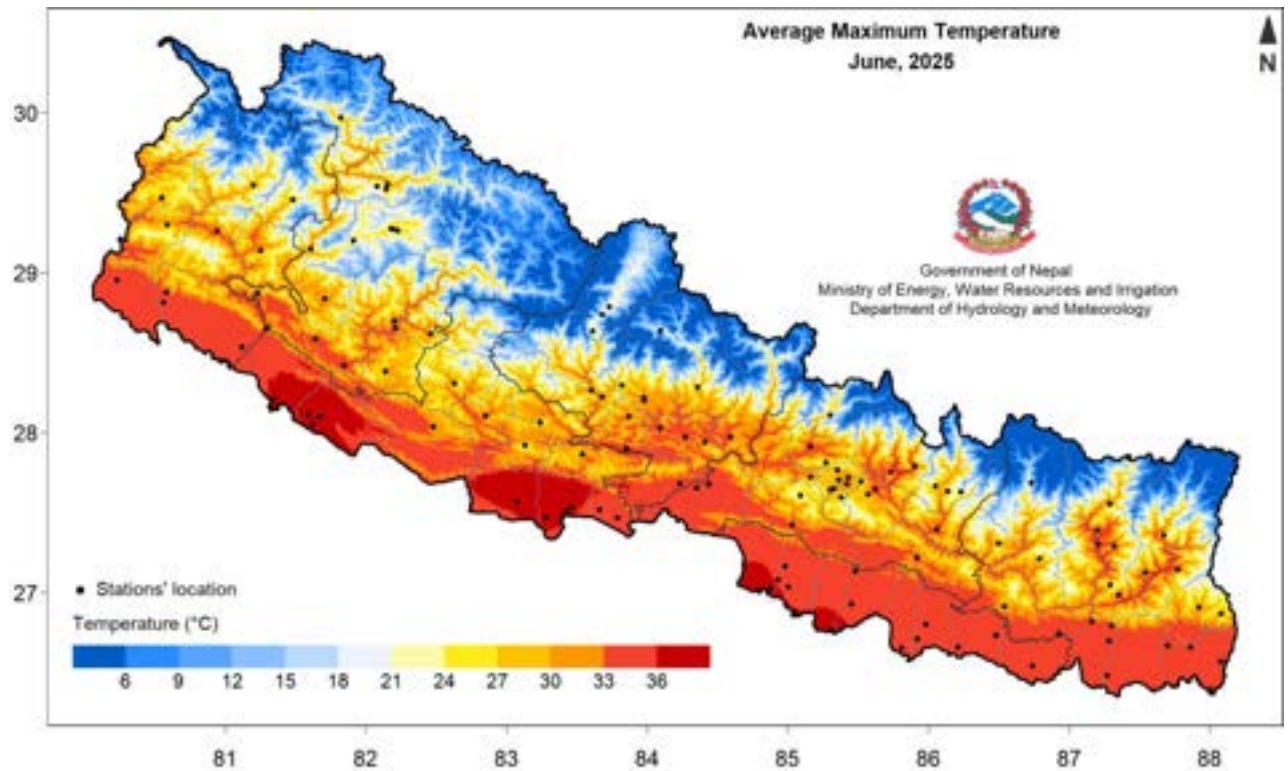 Average Maximum Temperature
June, 2025
N
30
29
28
27
Government of Nepal
Ministry of Energy, Water Resources and Irrigation
Department of Hydrology and Meteorology
Stations' location
Temperature (°C)
6 9 12 15 18 21 24 27 30 33 36
81 82 83 84 85 86 87 88